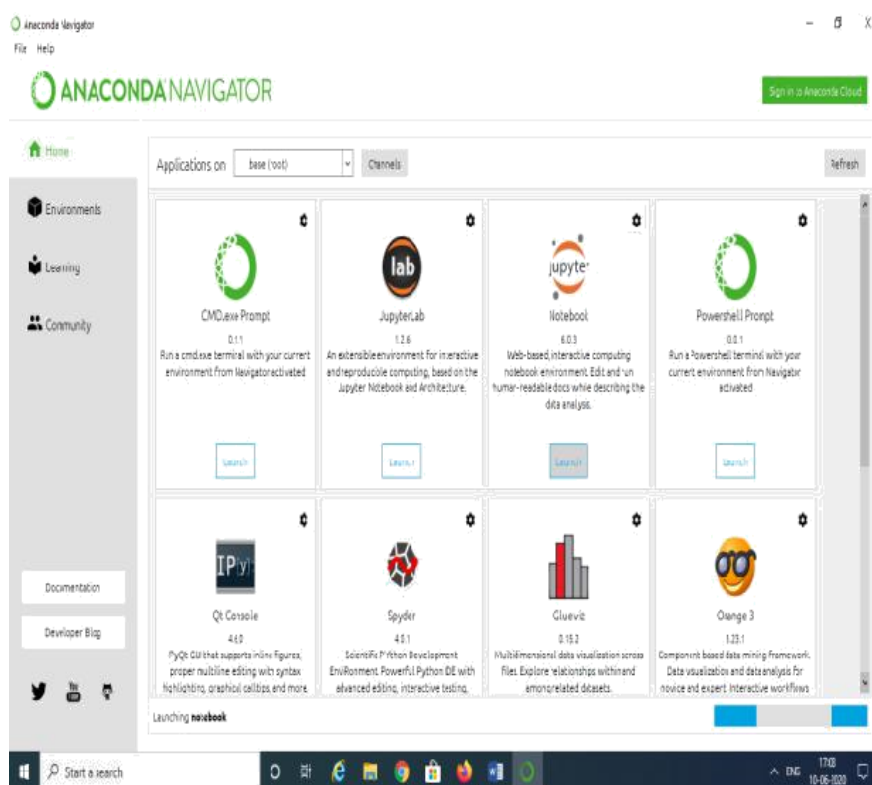 Anaconda Navigator
File Help
ANACONDA NAVIGATOR
Sign in to Anaconda Cloud
Home
Applications on base (root) Channels Refresh
Environments
Learning
Community
CMD.exe Prompt
0.1.1
Run a cmd.exe terminal with your current
environment from Navigator activated
Launch
lab
JupyterLab
1.2.6
An extensible environment for interactive
and reproducible computing, based on the
Jupyter Notebook and Architecture.
Launch
jupyter
Notebook
6.0.3
Web-based, interactive computing
notebook environment. Edit and run
human-readable docs while describing the
data analysis.
Launch
Powershell Prompt
0.0.1
Run a Powershell terminal with your
current environment from Navigator
activated
Launch
IP[y]:
Qt Console
4.6.0
PyQt GUI that supports inline figures,
proper multiline editing with syntax
highlighting, graphical calltips, and more.
Spyder
4.0.1
Scientific PYthon Development
EnviRonment. Powerful Python IDE with
advanced editing, interactive testing,
Glueviz
0.15.2
Multidimensional data visualization across
files. Explore relationships within and
among related datasets.
Orange 3
1.23.1
Component based data mining framework.
Data visualization and data analysis for
novice and expert. Interactive workflows
Documentation
Developer Blog
You
Launching notebook
Start a search
ENG
17:03
10-06-2020